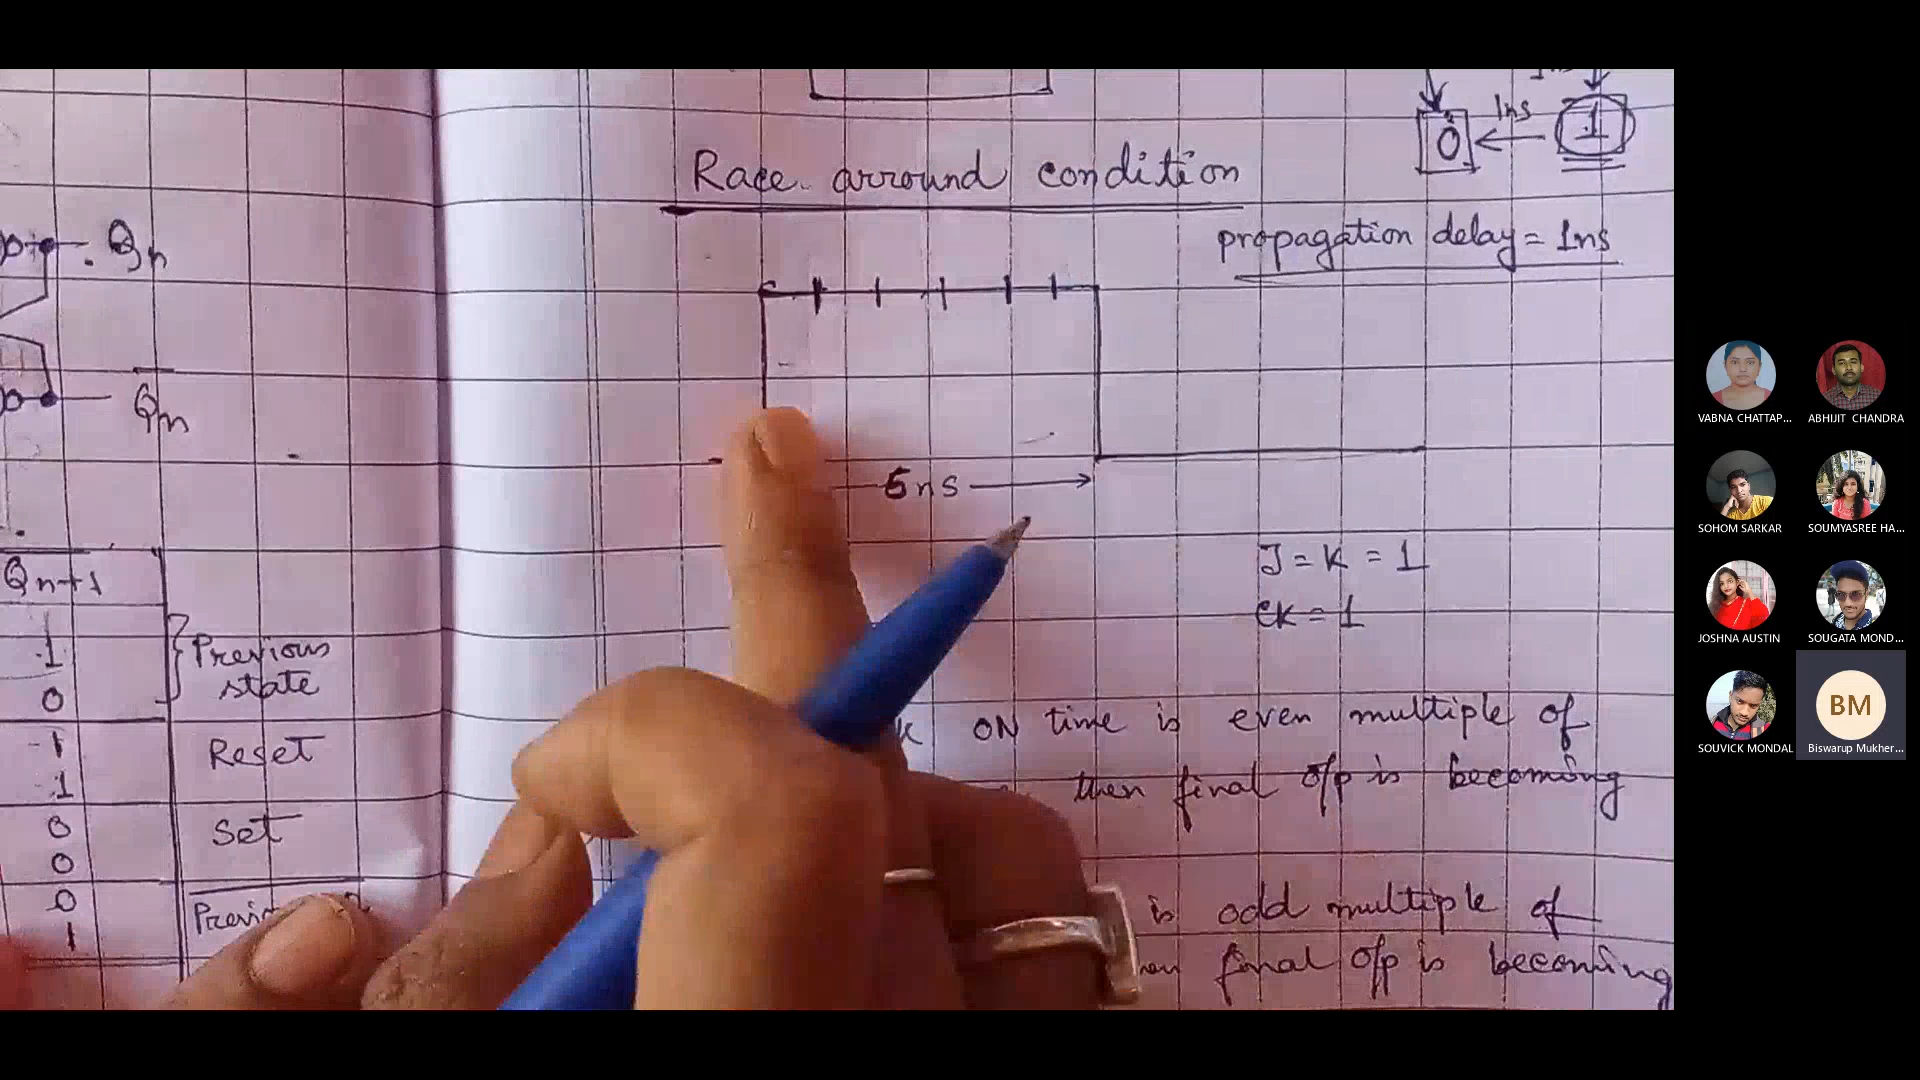 Qn
Qn
Qn+1
1
0
Previous
state
1
1
Reset
0
0
Set
0
1
Race arround condition
1ns
0
1
propagation delay = 1ns
5ns
J = K = 1
CK = 1
K ON time is even multiple of
then final o/p is becoming
is odd multiple of
final o/p is becoming
VABNA CHATTAP...
ABHIJIT CHANDRA
SOHOM SARKAR
SOUMYASREE HA...
JOSHNA AUSTIN
SOUGATA MOND...
SOUVICK MONDAL
BM
Biswarup Mukher...